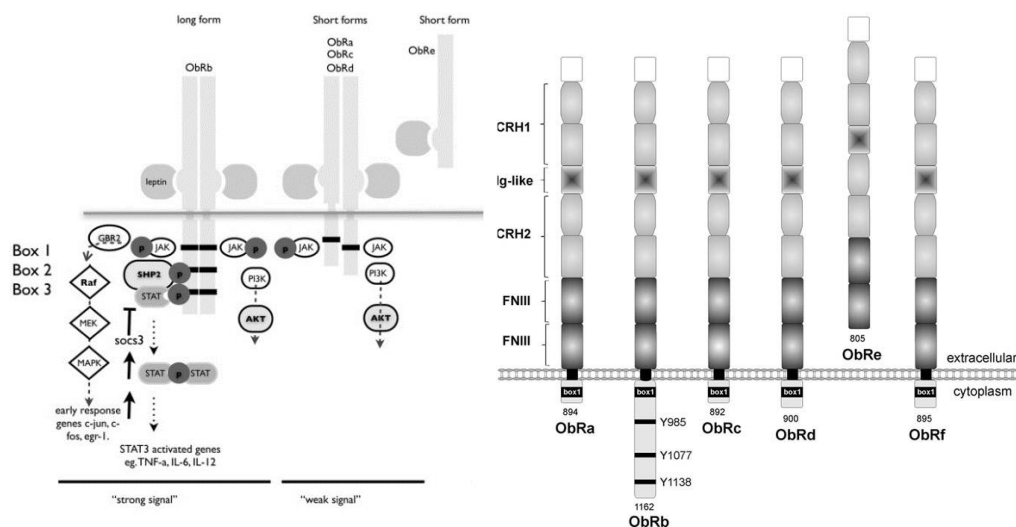 long form
Short forms
Short form
ObRb
ObRa
ObRc
ObRd
ObRe
leptin
Box 1
Box 2
Box 3
GBR2
P
JAK
JAK
P
P
JAK
JAK
SHP2
P
STAT
P
PI3K
PI3K
Raf
MEK
MAPK
socs3
AKT
AKT
STAT
P
STAT
early response
genes c-jun, c-
fos, egr-1.
STAT3 activated genes
eg. TNF-a, IL-6, IL-12
"strong signal"
"weak signal"
CRH1
Ig-like
CRH2
FNIII
FNIII
805
ObRe
extracellular
cytoplasm
box1
box1
box1
box1
box1
894
ObRa
892
ObRc
900
ObRd
895
ObRf
Y985
Y1077
Y1138
1162
ObRb